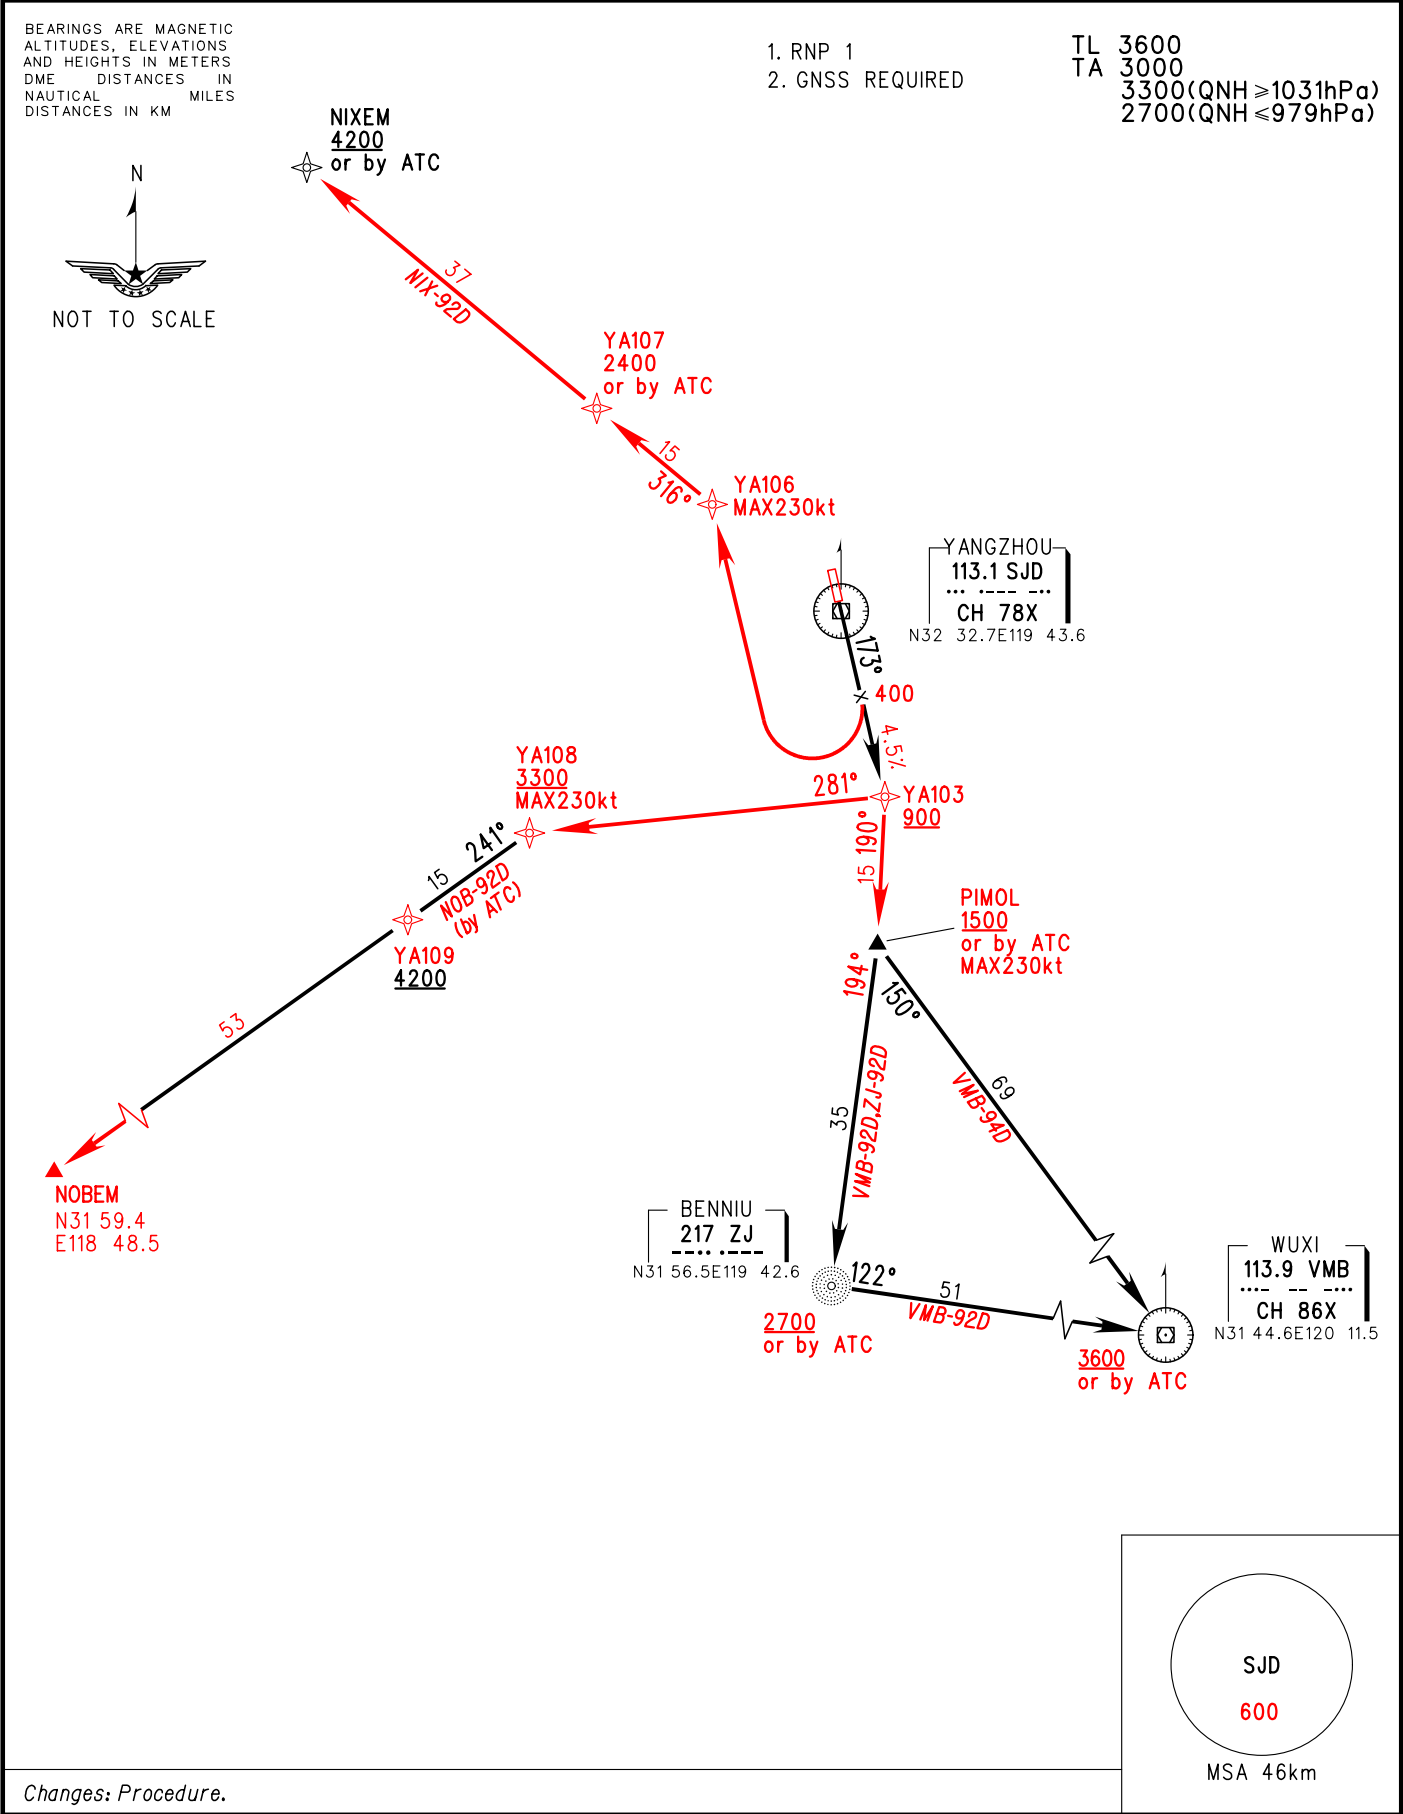 BEARINGS ARE MAGNETIC
ALTITUDES, ELEVATIONS
AND HEIGHTS IN METERS
DME DISTANCES IN
NAUTICAL MILES
DISTANCES IN KM
1. RNP 1
2. GNSS REQUIRED
TL 3600
TA 3000
3300(QNH ≥1031hPa)
2700(QNH ≤979hPa)
NIXEM
4200
or by ATC
N
NOT TO SCALE
37
NIX-92D
YA107
2400
or by ATC
15
316°
YA106
MAX230kt
YANGZHOU
113.1 SJD
CH 78X
N32 32.7E119 43.6
173°
400
4.5%
YA108
3300
MAX230kt
281°
YA103
900
241°
15
NOB-92D
(by ATC)
15 190°
YA109
4200
PIMOL
1500
or by ATC
MAX230kt
194°
150°
53
35
VMB-92D,ZJ-92D
69
VMB-94D
NOBEM
N31 59.4
E118 48.5
BENNIU
217 ZJ
N31 56.5E119 42.6
122°
51
VMB-92D
2700
or by ATC
WUXI
113.9 VMB
CH 86X
N31 44.6E120 11.5
3600
or by ATC
SJD
600
MSA 46km
Changes: Procedure.